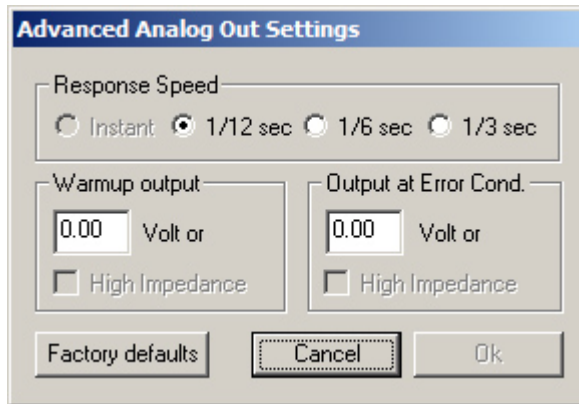 Advanced Analog Out Settings
Response Speed
Instant 1/12 sec 1/6 sec 1/3 sec
Warmup output
0.00 Volt or
High Impedance
Output at Error Cond.
0.00 Volt or
High Impedance
Factory defaults Cancel Ok